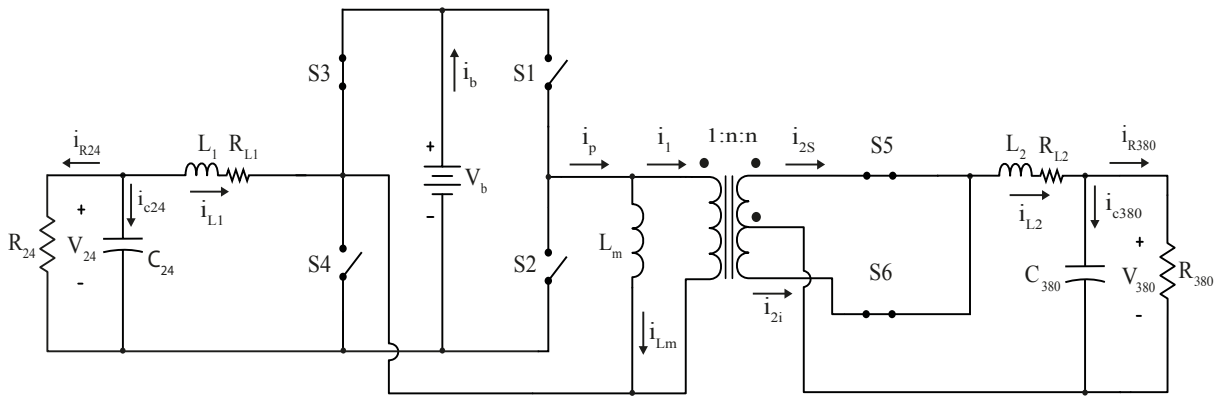 S3
S1
i_b
i_R24
L_1
R_L1
+
i_p
i_1
1:n:n
i_2S
S5
L_2
R_L2
i_R380
V_b
-
i_c24
i_L1
i_L2
i_c380
+
R_24
V_24
-
C_24
S4
S2
L_m
S6
C_380
+
V_380
-
R_380
i_Lm
i_2i